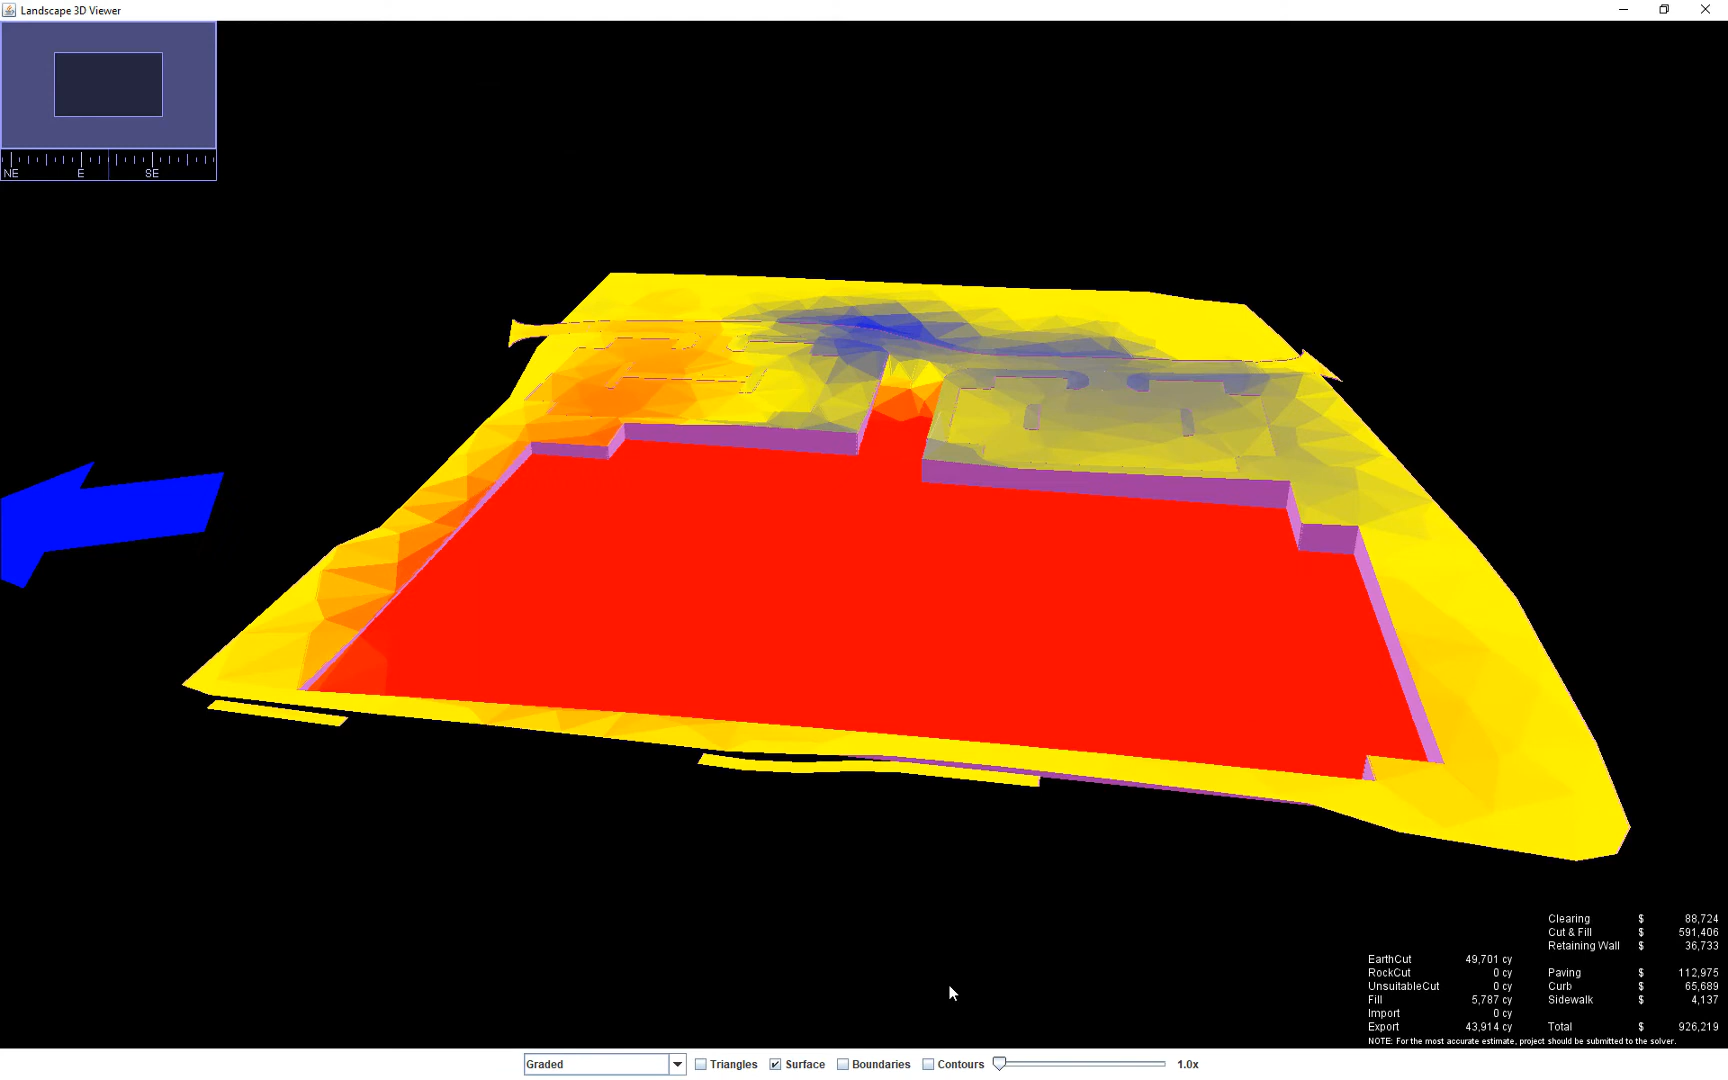 Landscape 3D Viewer
NE E SE
Clearing $ 88,724
Cut & Fill $ 591,406
Retaining Wall $ 36,733
EarthCut 49,701 cy
RockCut 0 cy Paving $ 112,975
UnsuitableCut 0 cy Curb $ 65,689
Fill 5,787 cy Sidewalk $ 4,137
Import 0 cy
Export 43,914 cy Total $ 926,219
NOTE: For the most accurate estimate, project should be submitted to the solver.
Graded Triangles Surface Boundaries Contours 1.0x